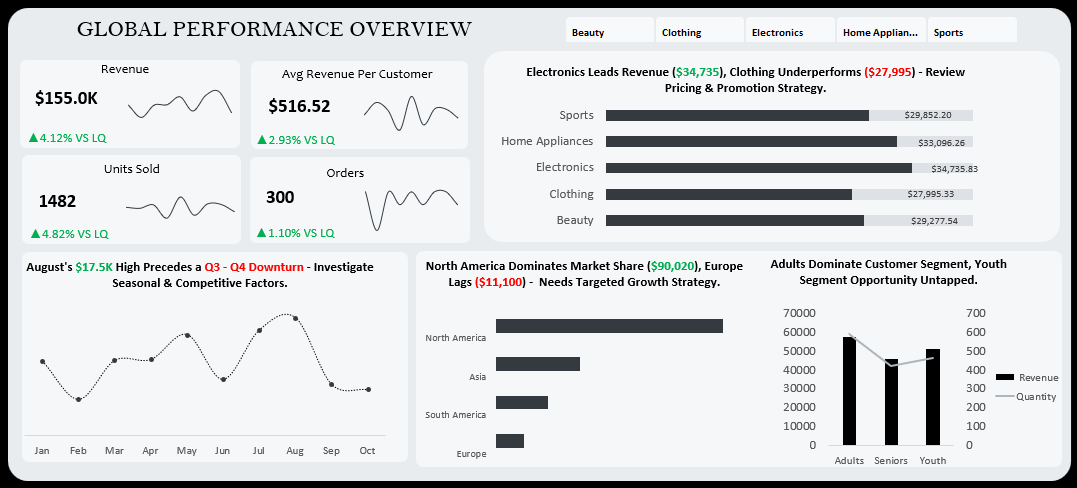 GLOBAL PERFORMANCE OVERVIEW
Beauty
Clothing
Electronics
Home Applian...
Sports
Revenue
$155.0K
▲4.12% VS LQ
Avg Revenue Per Customer
$516.52
▲2.93% VS LQ
Units Sold
1482
▲4.82% VS LQ
Orders
300
▲1.10% VS LQ
Electronics Leads Revenue ($34,735), Clothing Underperforms ($27,995) - Review
Pricing & Promotion Strategy.
Sports $29,852.20
Home Appliances $33,096.26
Electronics $34,735.83
Clothing $27,995.33
Beauty $29,277.54
August's $17.5K High Precedes a Q3 - Q4 Downturn - Investigate
Seasonal & Competitive Factors.
Jan Feb Mar Apr May Jun Jul Aug Sep Oct
North America Dominates Market Share ($90,020), Europe
Lags ($11,100) - Needs Targeted Growth Strategy.
North America
Asia
South America
Europe
Adults Dominate Customer Segment, Youth
Segment Opportunity Untapped.
70000 700
60000 600
50000 500
40000 400
30000 300
20000 200
10000 100
0 0
Adults Seniors Youth
Revenue
Quantity